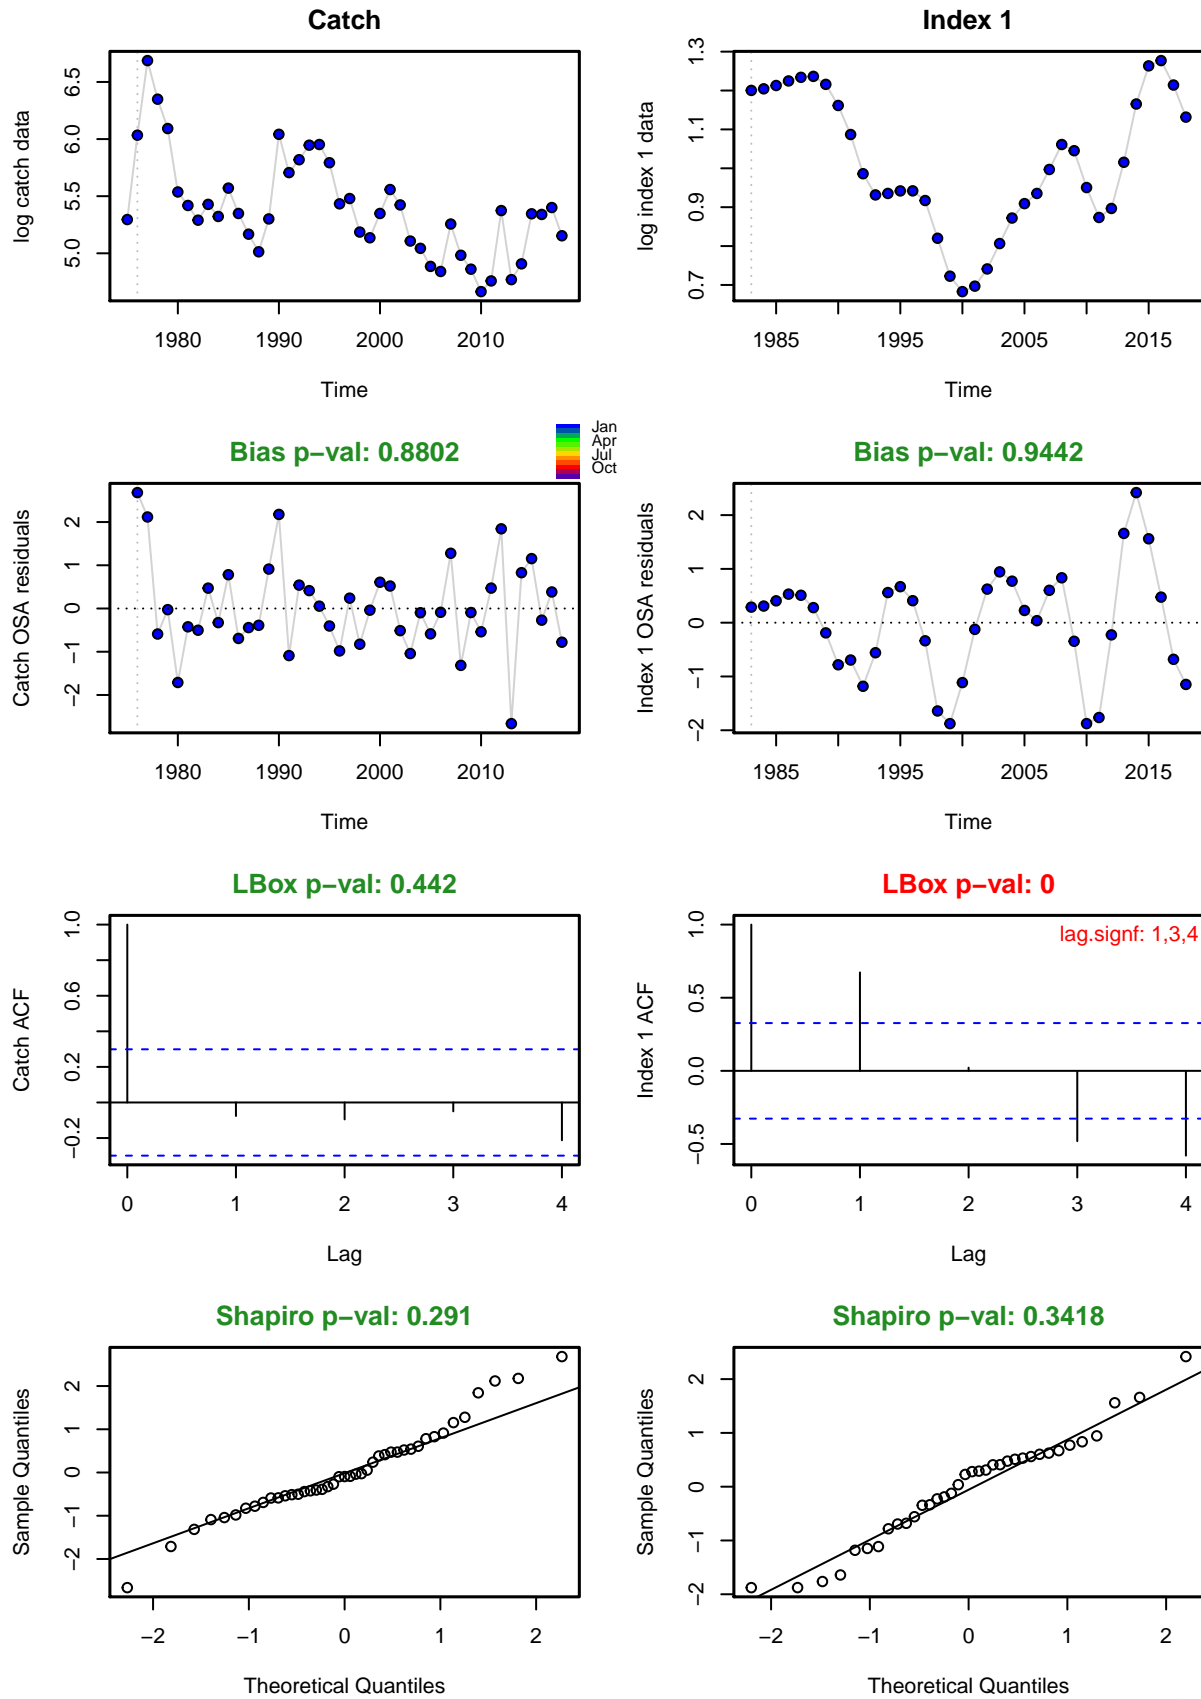 Catch
log catch data
5.0 5.5 6.0 6.5
1980 1990 2000 2010
Time
Index 1
log index 1 data
0.7 0.9 1.1 1.3
1985 1995 2005 2015
Time
Bias p−val: 0.8802
Jan
Apr
Jul
Oct
Catch OSA residuals
−2 −1 0 1 2
1980 1990 2000 2010
Time
Bias p−val: 0.9442
Index 1 OSA residuals
−2 −1 0 1 2
1985 1995 2005 2015
Time
LBox p−val: 0.442
Catch ACF
−0.2 0.2 0.6 1.0
0 1 2 3 4
Lag
LBox p−val: 0
lag.signf: 1,3,4
Index 1 ACF
−0.5 0.0 0.5 1.0
0 1 2 3 4
Lag
Shapiro p−val: 0.291
Sample Quantiles
−2 −1 0 1 2
−2 −1 0 1 2
Theoretical Quantiles
Shapiro p−val: 0.3418
Sample Quantiles
−2 −1 0 1 2
−2 −1 0 1 2
Theoretical Quantiles